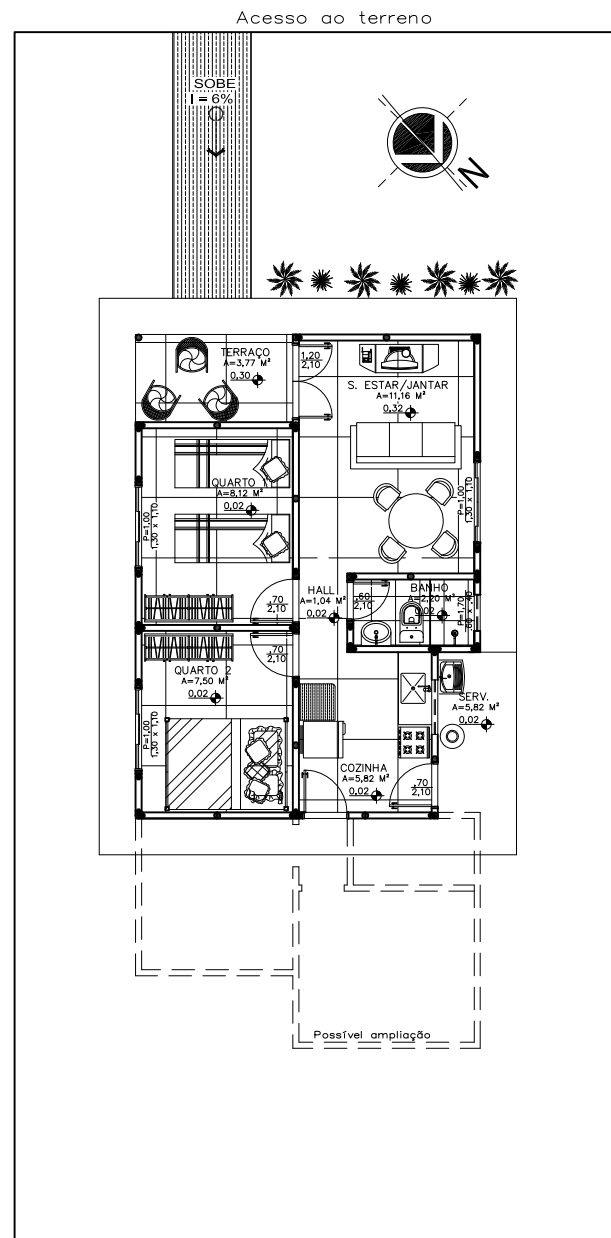 Acesso ao terreno
SOBE
I = 6%
N
TERRAÇO
A=3,77 M²
0,30
1,20
2,10
S. ESTAR/JANTAR
A=11,16 M²
0,32
QUARTO 1
A=8,12 M²
0,02
P=1,00
1,30 x 1,10
P=1,00
1,30 x 1,10
HALL
A=1,04 M²
0,02
,70
2,10
,60
2,10
BANHO
A=2,20 M²
0,02
P=1,70
,60 x ,40
,70
2,10
QUARTO 2
A=7,50 M²
0,02
P=1,00
1,30 x 1,10
SERV.
A=5,82 M²
0,02
COZINHA
A=5,82 M²
0,02
,70
2,10
Possível ampliação